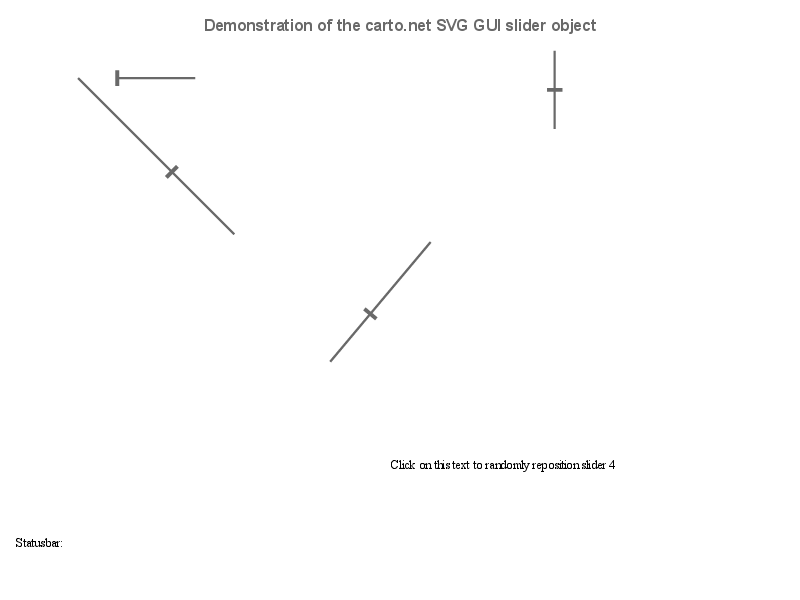 Demonstration of the carto.net SVG GUI slider object
Click on this text to randomly reposition slider 4
Statusbar: